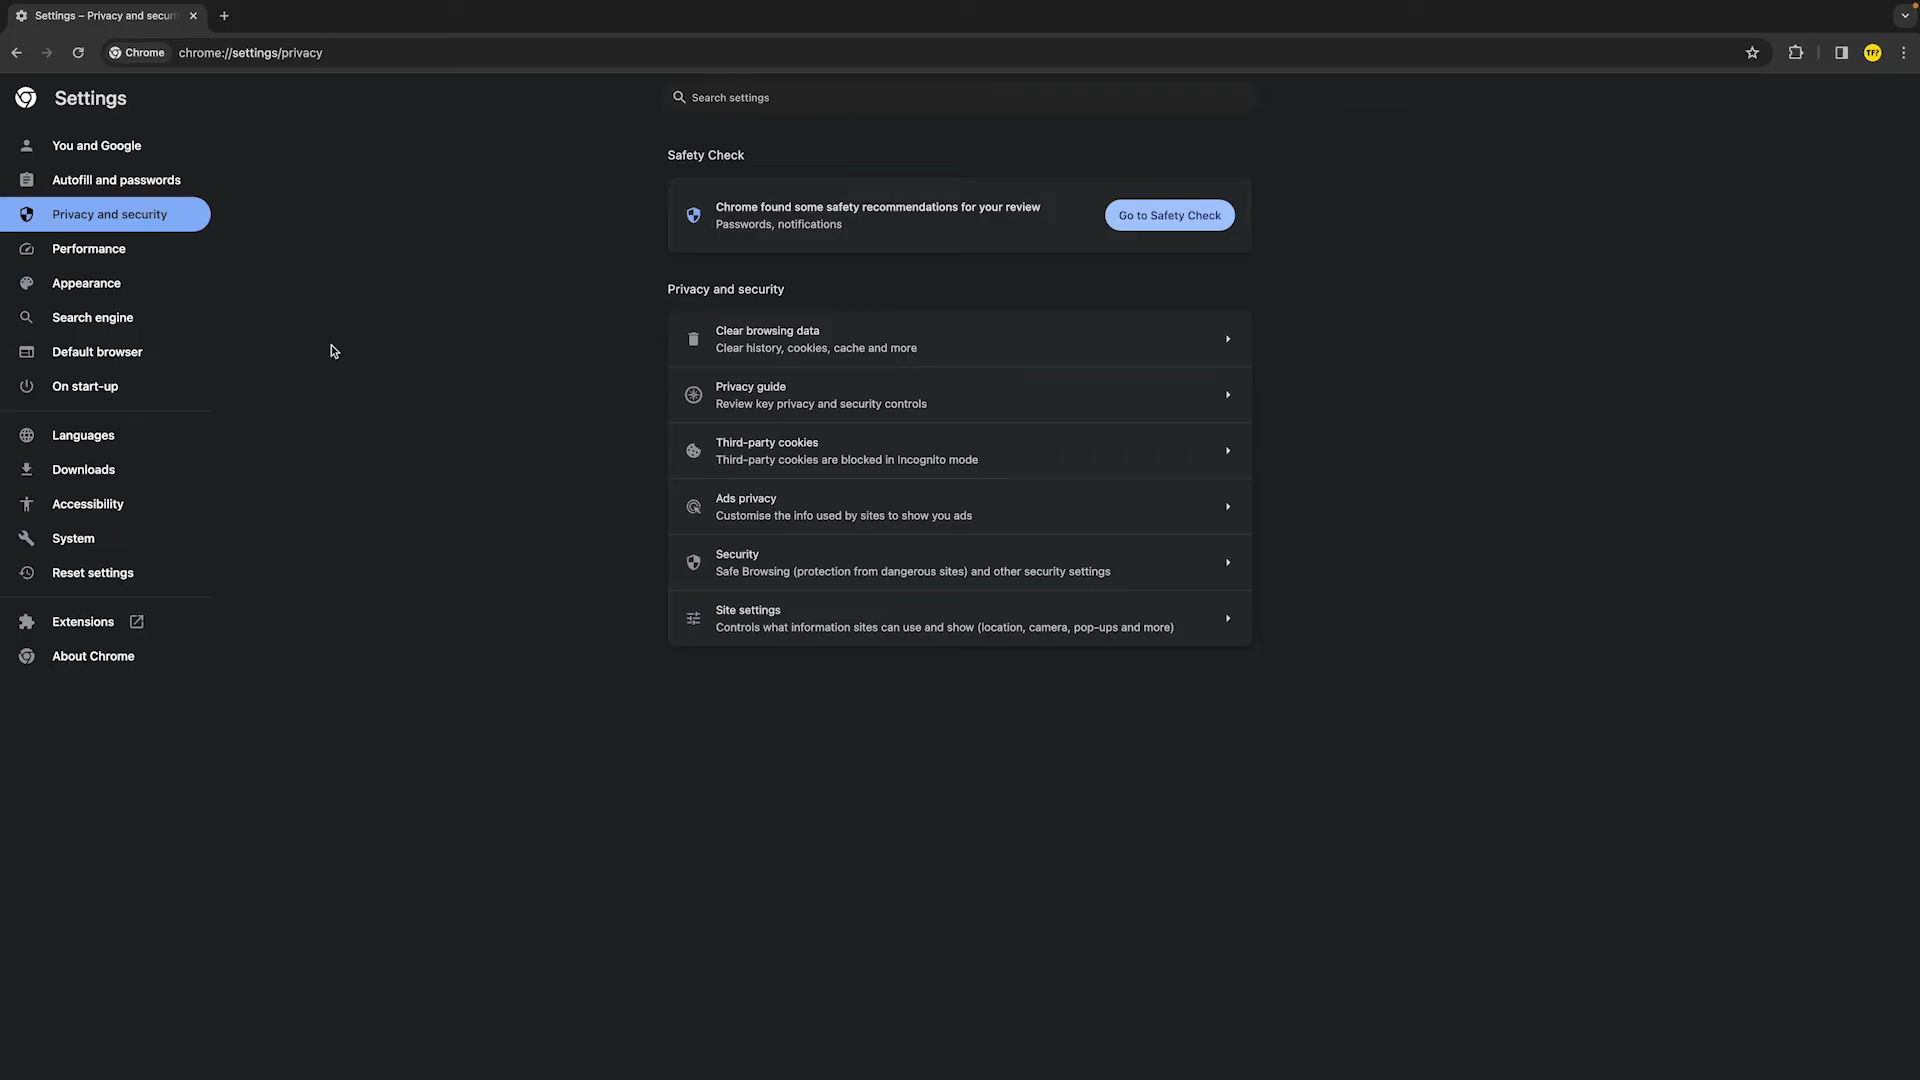 Settings – Privacy and securi
Chrome
chrome://settings/privacy
TF?
Settings
Search settings
You and Google
Autofill and passwords
Privacy and security
Performance
Appearance
Search engine
Default browser
On start-up
Languages
Downloads
Accessibility
System
Reset settings
Extensions
About Chrome
Safety Check
Chrome found some safety recommendations for your review
Passwords, notifications
Go to Safety Check
Privacy and security
Clear browsing data
Clear history, cookies, cache and more
Privacy guide
Review key privacy and security controls
Third-party cookies
Third-party cookies are blocked in Incognito mode
Ads privacy
Customise the info used by sites to show you ads
Security
Safe Browsing (protection from dangerous sites) and other security settings
Site settings
Controls what information sites can use and show (location, camera, pop-ups and more)